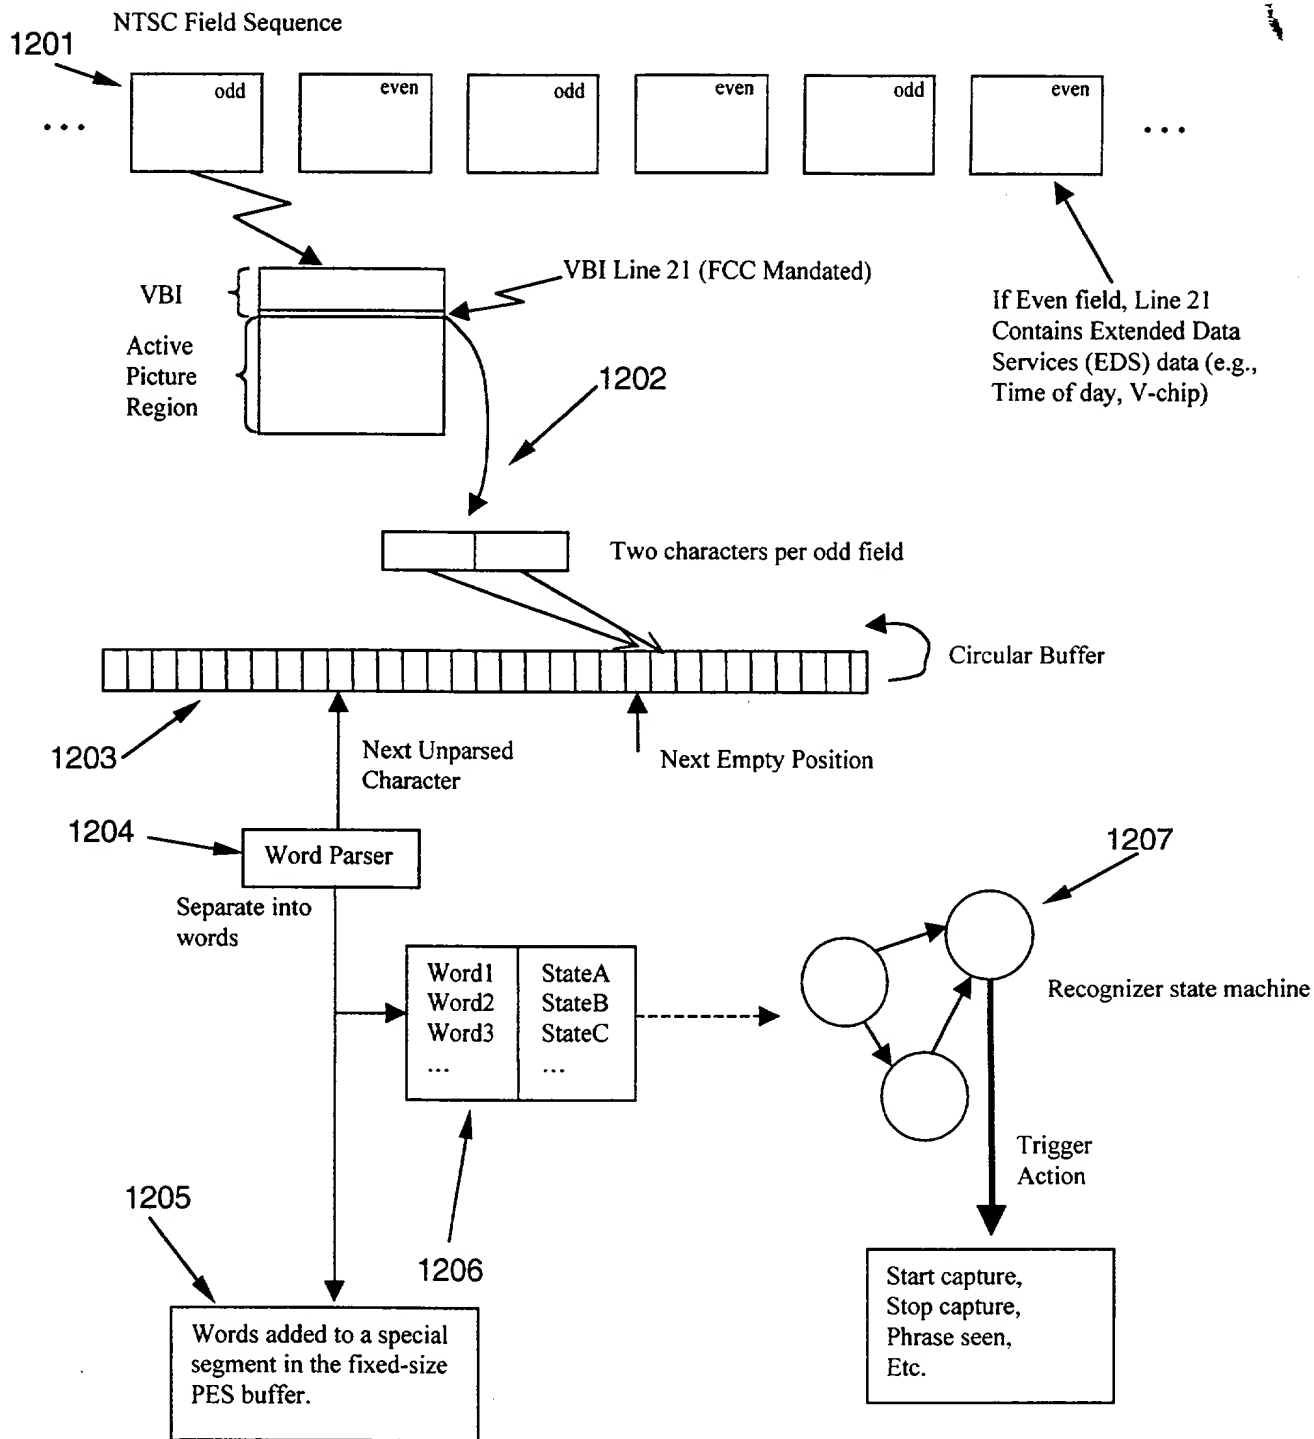 NTSC Field Sequence
1201
odd
even
odd
even
odd
even
...
...
VBI Line 21 (FCC Mandated)
VBI
Active
Picture
Region
If Even field, Line 21
Contains Extended Data
Services (EDS) data (e.g.,
Time of day, V-chip)
1202
Two characters per odd field
Circular Buffer
1203
Next Unparsed
Character
Next Empty Position
1204
Word Parser
1207
Separate into
words
Word1 StateA
Word2 StateB
Word3 StateC
... ...
Recognizer state machine
Trigger
Action
1205
1206
Words added to a special
segment in the fixed-size
PES buffer.
Start capture,
Stop capture,
Phrase seen,
Etc.